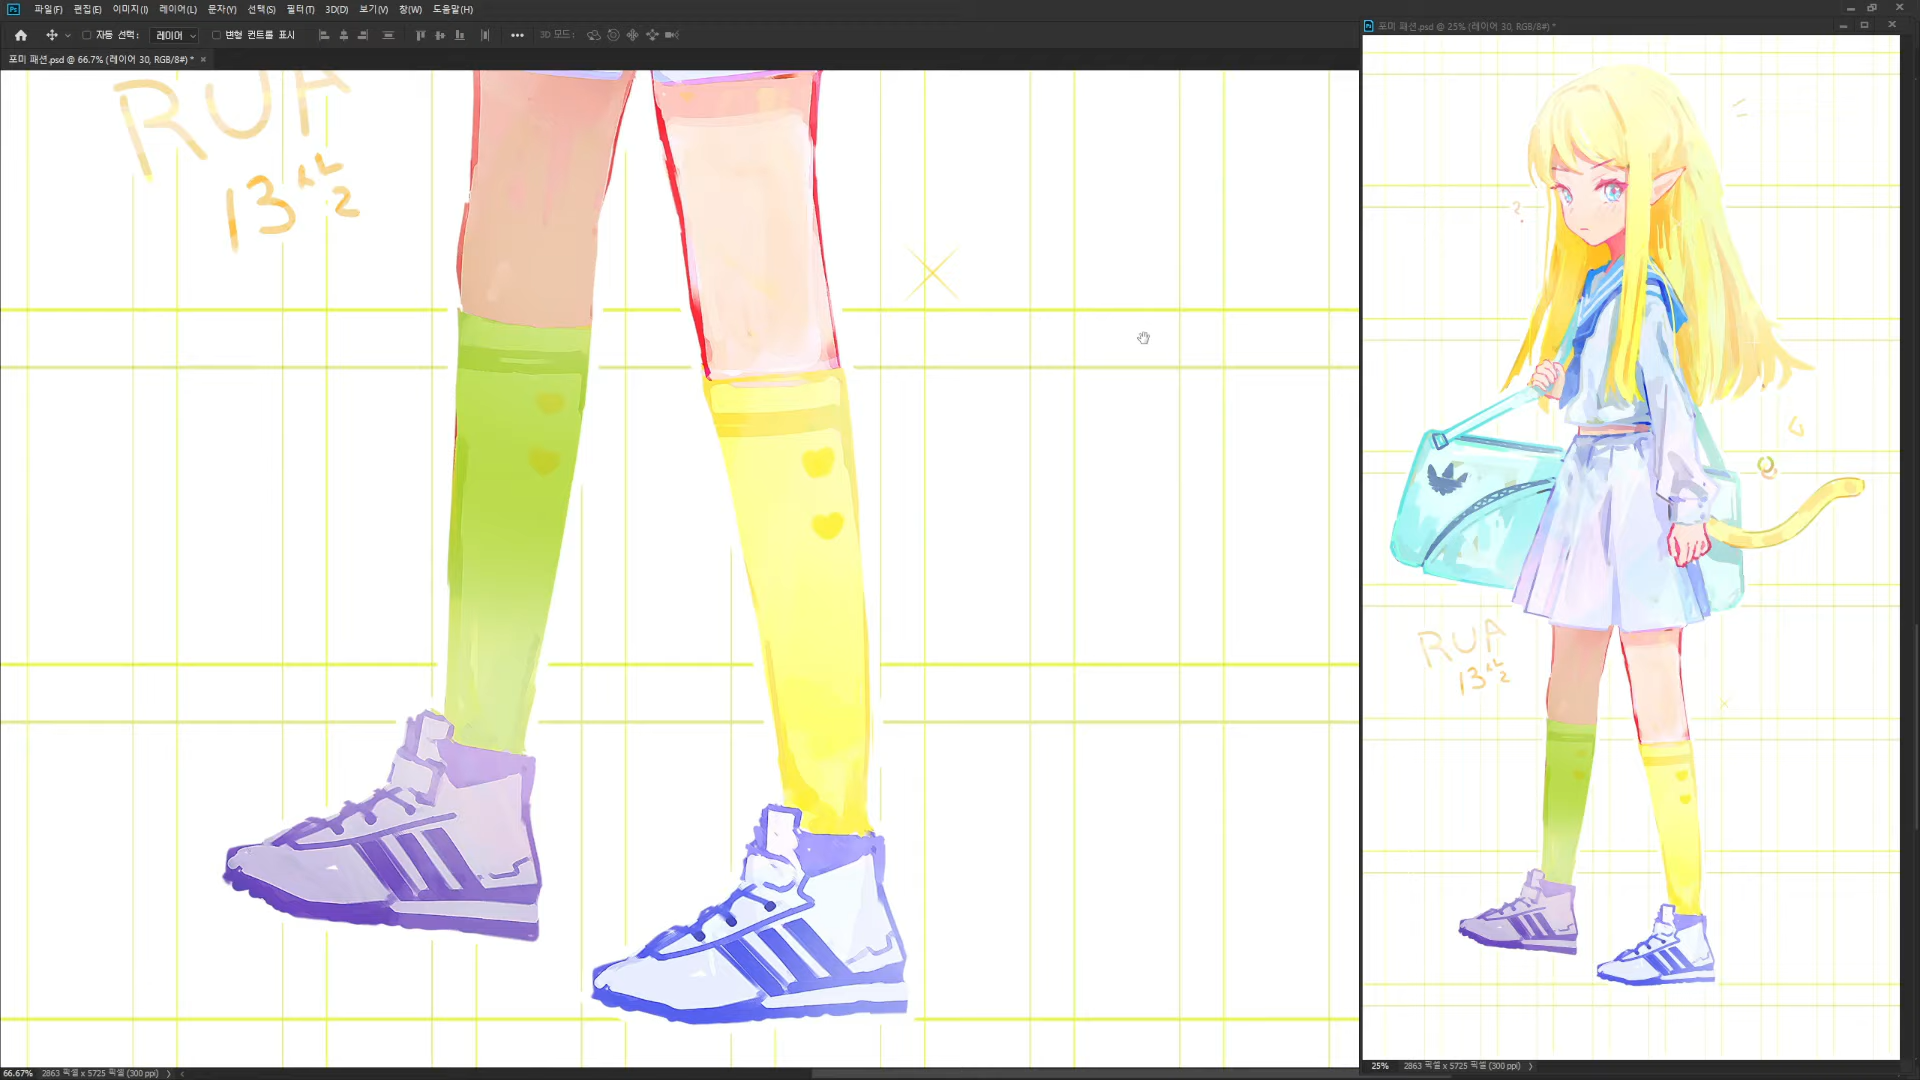 파일(F) 편집(E) 이미지(I) 레이어(L) 문자(Y) 선택(S) 필터(T) 3D(D) 보기(V) 창(W) 도움말(H)
자동 선택: 레이어 변형 컨트롤 표시 3D 모드:
포미 패션.psd @ 66.7% (레이어 30, RGB/8#) *
RUA
13살
66.67% 2863 픽셀 x 5725 픽셀 (300 ppi)
포미 패션.psd @ 25% (레이어 30, RGB/8#) *
?
RUA
13살
25% 2863 픽셀 x 5725 픽셀 (300 ppi)